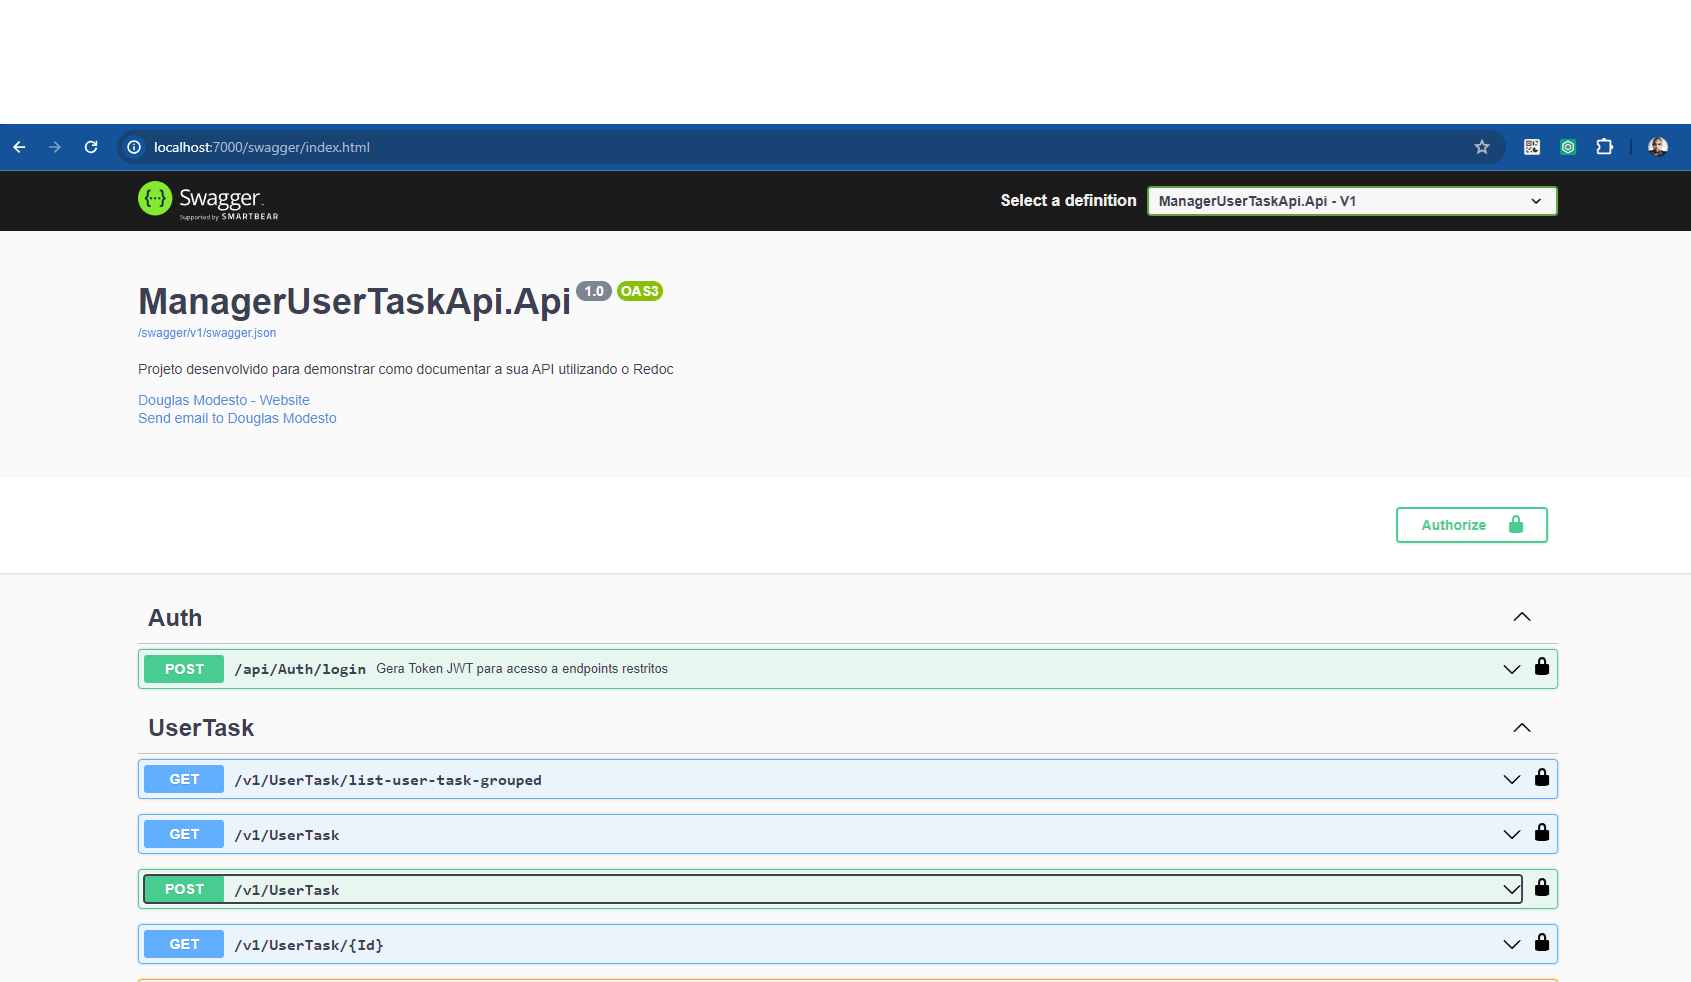 localhost:7000/swagger/index.html
Swagger.
Supported by SMARTBEAR
Select a definition
ManagerUserTaskApi.Api - V1
ManagerUserTaskApi.Api 1.0 OAS3
/swagger/v1/swagger.json
Projeto desenvolvido para demonstrar como documentar a sua API utilizando o Redoc
Douglas Modesto - Website
Send email to Douglas Modesto
Authorize
Auth
POST /api/Auth/login Gera Token JWT para acesso a endpoints restritos
UserTask
GET /v1/UserTask/list-user-task-grouped
GET /v1/UserTask
POST /v1/UserTask
GET /v1/UserTask/{Id}